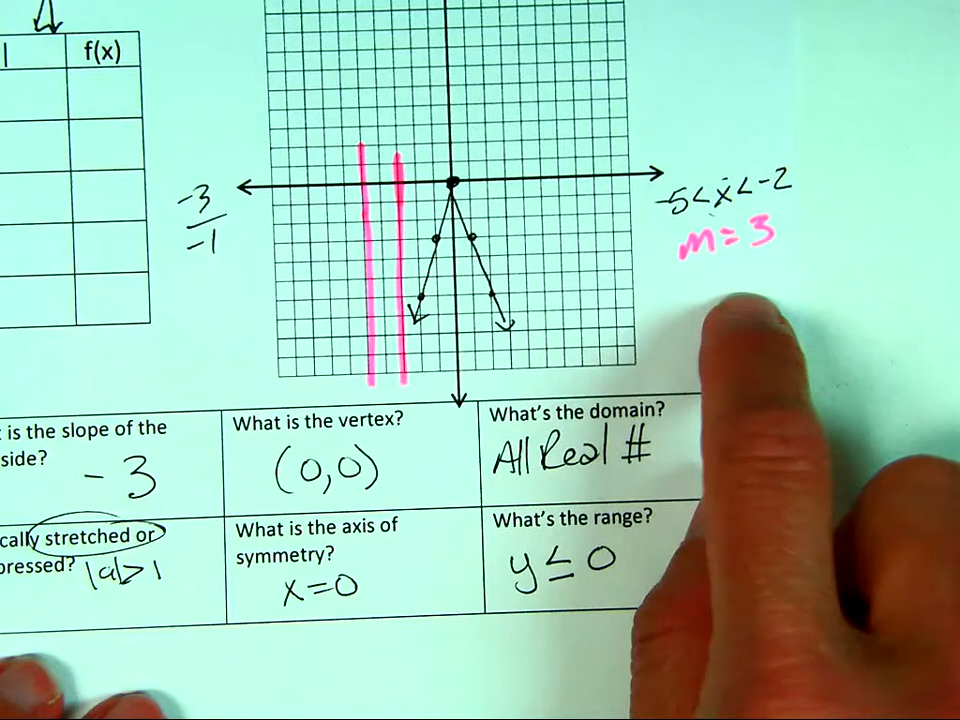 f(x)
-3
-1
-5<x<-2
m=3
is the slope of the
side?
-3
What is the vertex?
(0,0)
What's the domain?
All Real #
cally stretched or
pressed? |a|>1
What is the axis of
symmetry?
x=0
What's the range?
y≤0